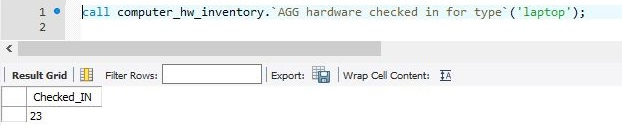 1 call computer_hw_inventory.`AGG hardware checked in for type`('laptop');
2
Result Grid Filter Rows: Export: Wrap Cell Content: IA
Checked_IN
23